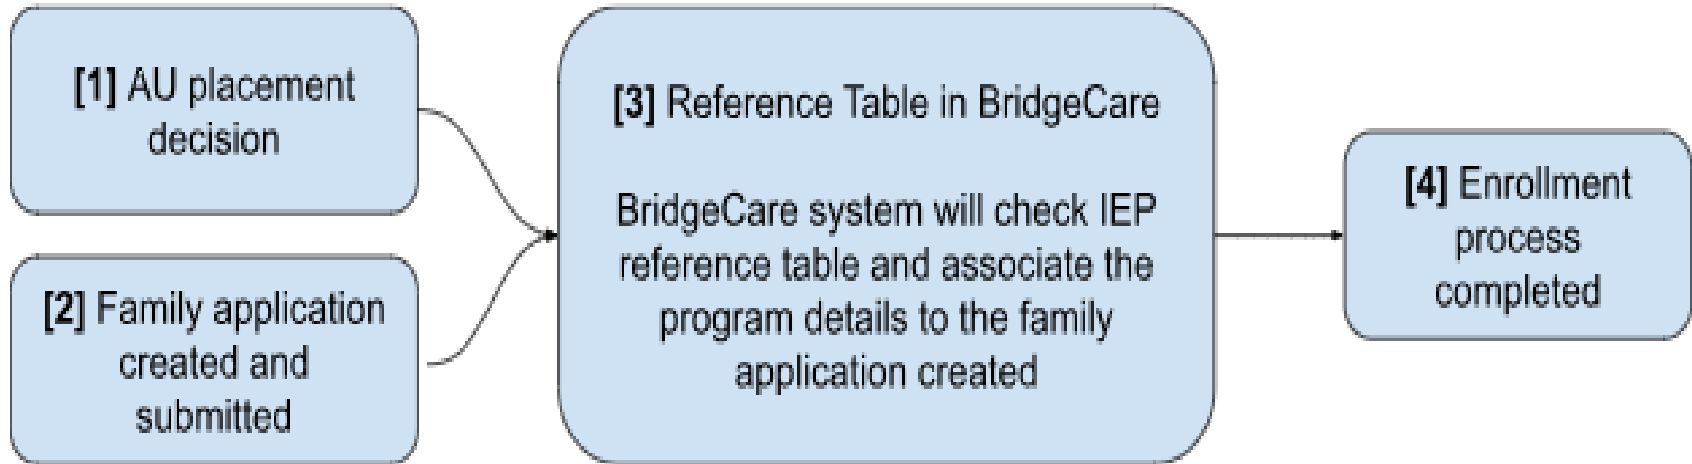 [1] AU placement
decision
[2] Family application
created and
submitted
[3] Reference Table in BridgeCare
BridgeCare system will check IEP
reference table and associate the
program details to the family
application created
[4] Enrollment
process
completed